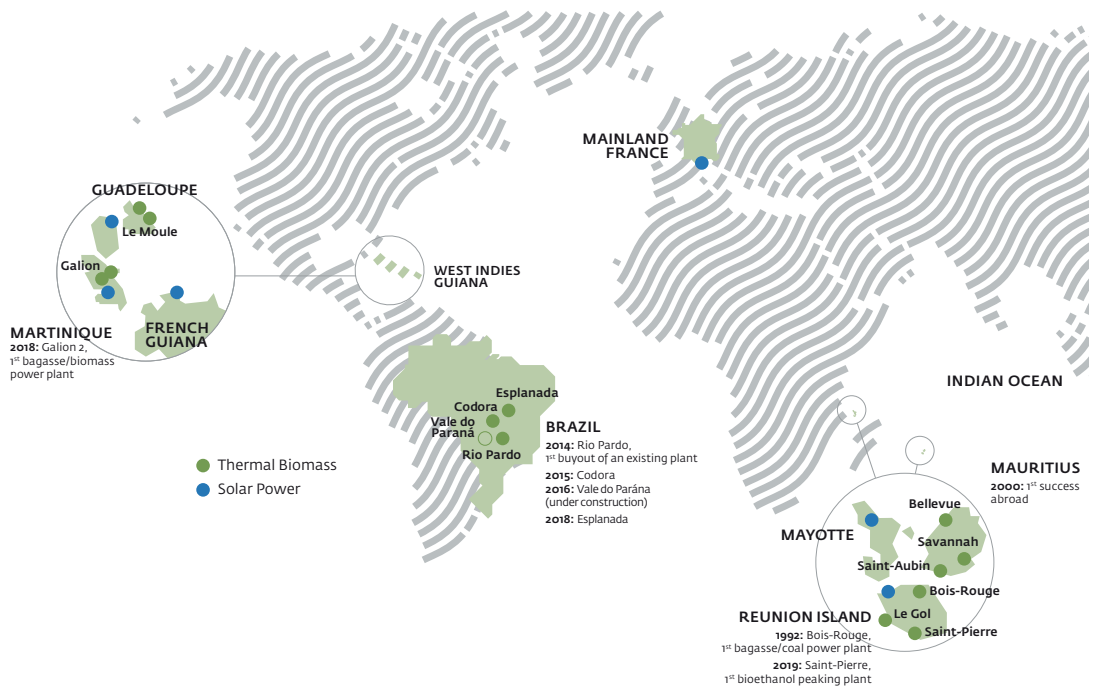 MAINLAND
FRANCE
GUADELOUPE
Le Moule
Galion
MARTINIQUE
2018: Galion 2,
1st bagasse/biomass
power plant
FRENCH
GUIANA
WEST INDIES
GUIANA
Esplanada
Codora
Vale do
Paraná
Rio Pardo
BRAZIL
2014: Rio Pardo,
1st buyout of an existing plant
2015: Codora
2016: Vale do Parána
(under construction)
2018: Esplanada
Thermal Biomass
Solar Power
INDIAN OCEAN
MAURITIUS
2000: 1st success
abroad
Bellevue
MAYOTTE
Savannah
Saint-Aubin
Bois-Rouge
Le Gol
Saint-Pierre
REUNION ISLAND
1992: Bois-Rouge,
1st bagasse/coal power plant
2019: Saint-Pierre,
1st bioethanol peaking plant